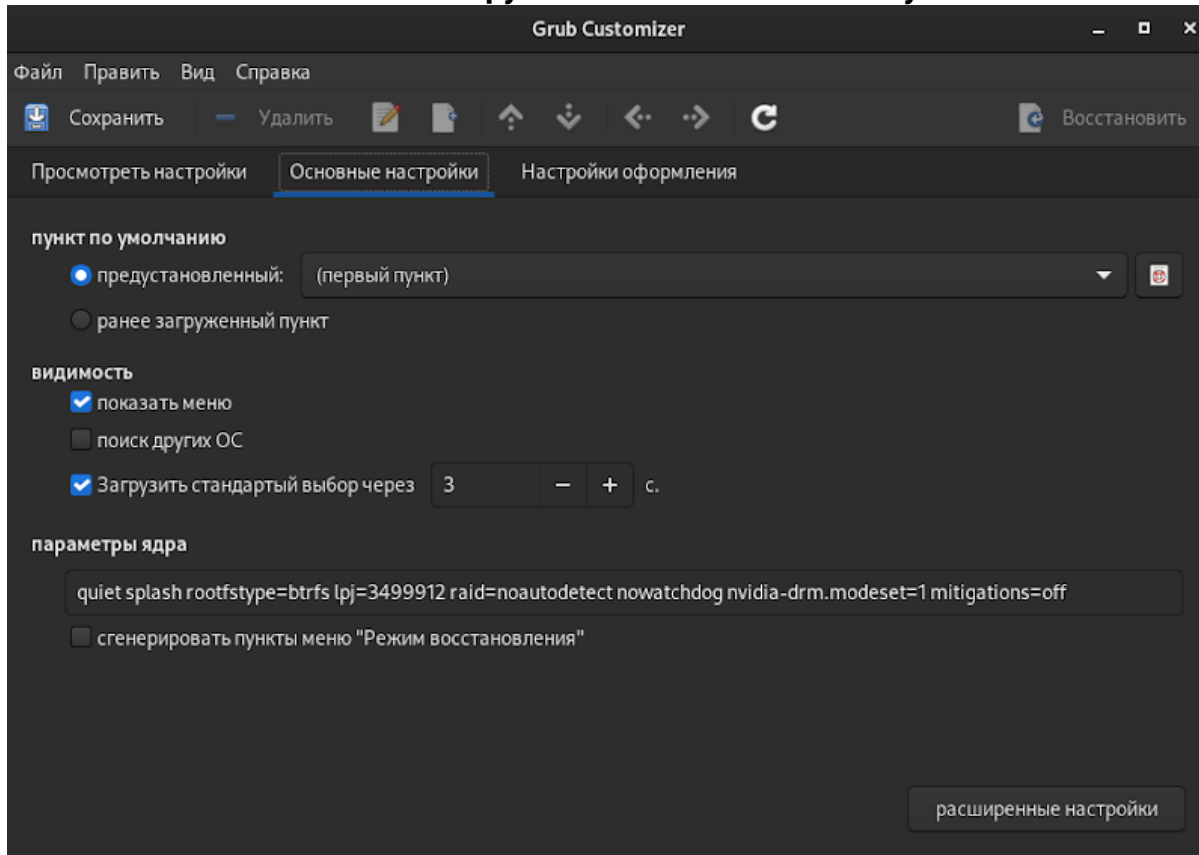 Grub Customizer
Файл Править Вид Справка
Сохранить Удалить Восстановить
Просмотреть настройки Основные настройки Настройки оформления
пункт по умолчанию
предустановленный: (первый пункт)
ранее загруженный пункт
видимость
показать меню
поиск других ОС
Загрузить стандартый выбор через 3 с.
параметры ядра
quiet splash rootfstype=btrfs lpj=3499912 raid=noautodetect nowatchdog nvidia-drm.modeset=1 mitigations=off
сгенерировать пункты меню "Режим восстановления"
расширенные настройки